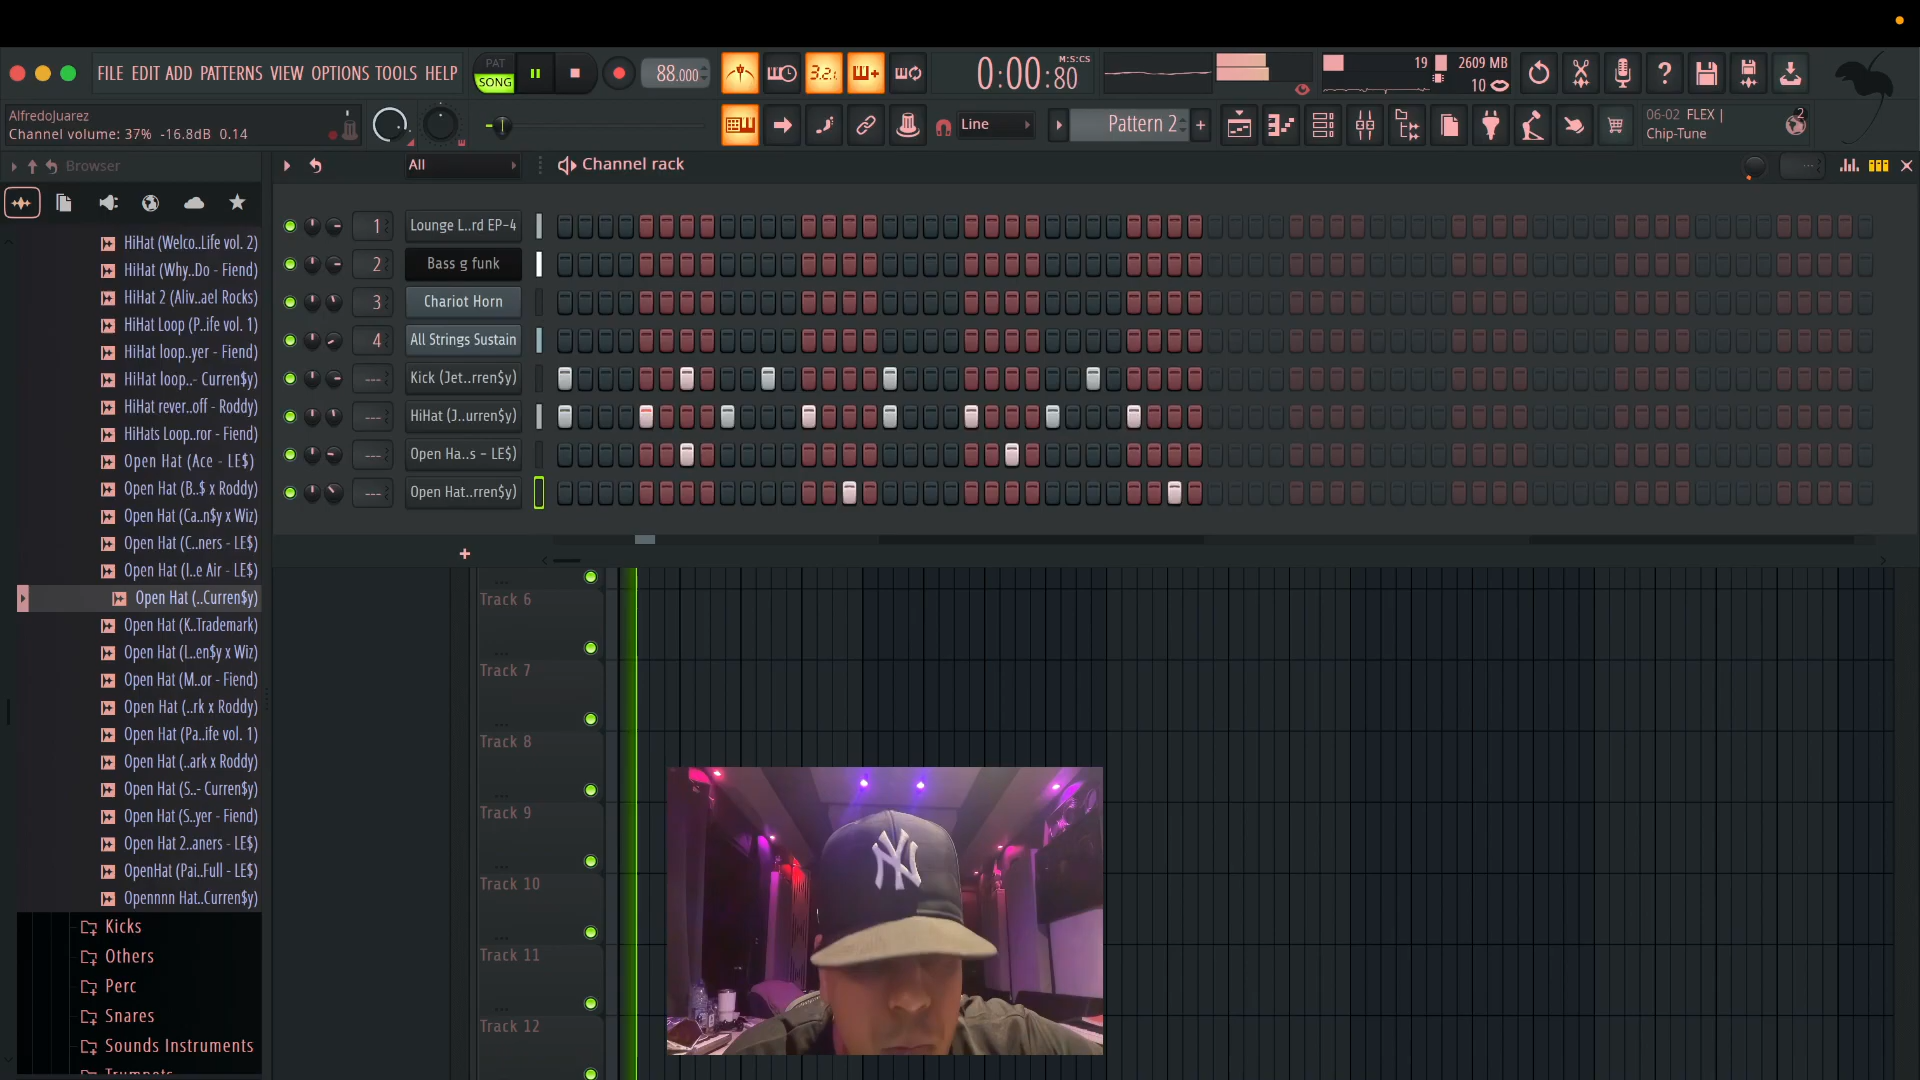 FILE EDIT ADD PATTERNS VIEW OPTIONS TOOLS HELP
PAT
SONG
88.000
3.2.
0:00:80
M:S:CS
19
2609 MB
10
AlfredoJuarez
Channel volume: 37% -16.8dB 0.14
Line
Pattern 2
06-02 FLEX |
Chip-Tune
2
Browser
All
Channel rack
HiHat (Welco..Life vol. 2)
HiHat (Why..Do - Fiend)
HiHat 2 (Aliv..ael Rocks)
HiHat Loop (P..ife vol. 1)
HiHat loop..yer - Fiend)
HiHat loop..- Curren$y)
HiHat rever..off - Roddy)
HiHats Loop..ror - Fiend)
Open Hat (Ace - LE$)
Open Hat (B..$ x Roddy)
Open Hat (Ca..n$y x Wiz)
Open Hat (C..ners - LE$)
Open Hat (I..e Air - LE$)
Open Hat (..Curren$y)
Open Hat (K..Trademark)
Open Hat (L..en$y x Wiz)
Open Hat (M..or - Fiend)
Open Hat (..rk x Roddy)
Open Hat (Pa..ife vol. 1)
Open Hat (..ark x Roddy)
Open Hat (S..- Curren$y)
Open Hat (S..yer - Fiend)
Open Hat 2..aners - LE$)
OpenHat (Pai..Full - LE$)
Opennnn Hat..Curren$y)
Kicks
Others
Perc
Snares
Sounds Instruments
Trumpets
1 Lounge L..rd EP-4
2 Bass g funk
3 Chariot Horn
4 All Strings Sustain
--- Kick (Jet..rren$y)
--- HiHat (J..urren$y)
--- Open Ha..s - LE$)
--- Open Hat..rren$y)
+
Track 6
Track 7
Track 8
Track 9
Track 10
Track 11
Track 12
NY